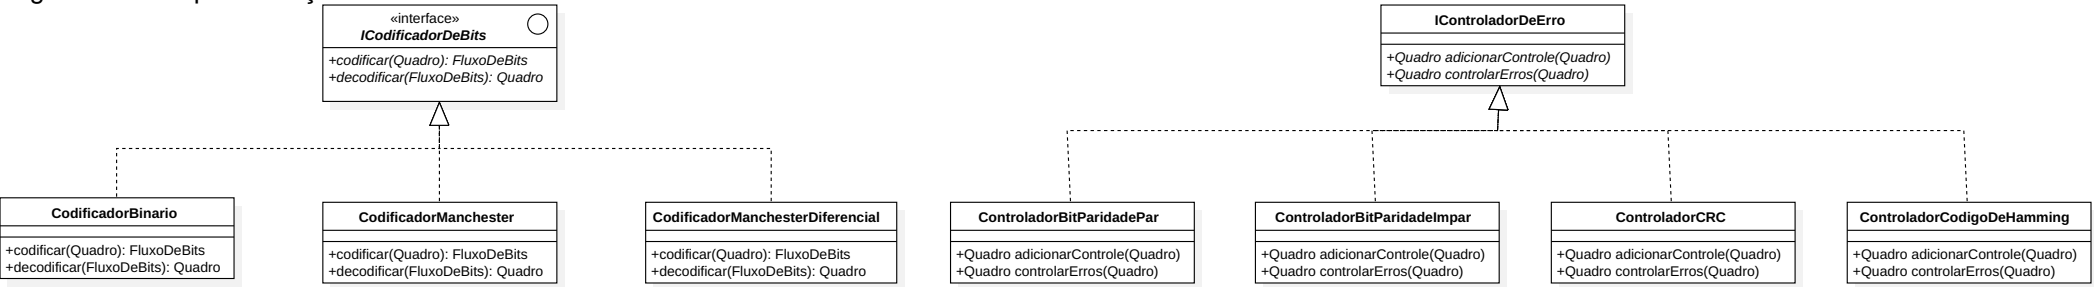 «interface»
ICodificadorDeBits
+codificar(Quadro): FluxoDeBits
+decodificar(FluxoDeBits): Quadro
IControladorDeErro
+Quadro adicionarControle(Quadro)
+Quadro controlarErros(Quadro)
CodificadorBinario
+codificar(Quadro): FluxoDeBits
+decodificar(FluxoDeBits): Quadro
CodificadorManchester
+codificar(Quadro): FluxoDeBits
+decodificar(FluxoDeBits): Quadro
CodificadorManchesterDiferencial
+codificar(Quadro): FluxoDeBits
+decodificar(FluxoDeBits): Quadro
ControladorBitParidadePar
+Quadro adicionarControle(Quadro)
+Quadro controlarErros(Quadro)
ControladorBitParidadeImpar
+Quadro adicionarControle(Quadro)
+Quadro controlarErros(Quadro)
ControladorCRC
+Quadro adicionarControle(Quadro)
+Quadro controlarErros(Quadro)
ControladorCodigoDeHamming
+Quadro adicionarControle(Quadro)
+Quadro controlarErros(Quadro)